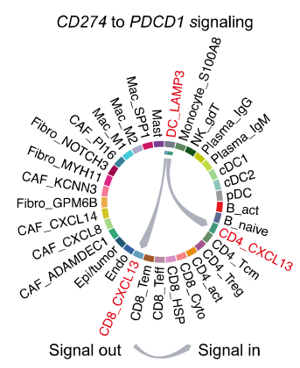 CD274 to PDCD1 signaling
DC_LAMP3
Monocyte_S100A8
NK_gdT
Plasma_IgG
Plasma_IgM
cDC1
cDC2
pDC
B_act
B_naive
CD4_CXCL13
CD4_Tcm
CD4_Treg
CD4_act
CD8_Cyto
CD8_HSP
CD8_Teff
CD8_Tem
CD8_CXCL13
Endo
Epi/tumor
CAF_ADAMDEC1
CAF_CXCL8
CAF_CXCL14
Fibro_GPM6B
CAF_KCNN3
Fibro_MYH11
Fibro_NOTCH3
CAF_PI16
Mac_M1
Mac_M2
Mac_SPP1
Mast
Signal out
Signal in